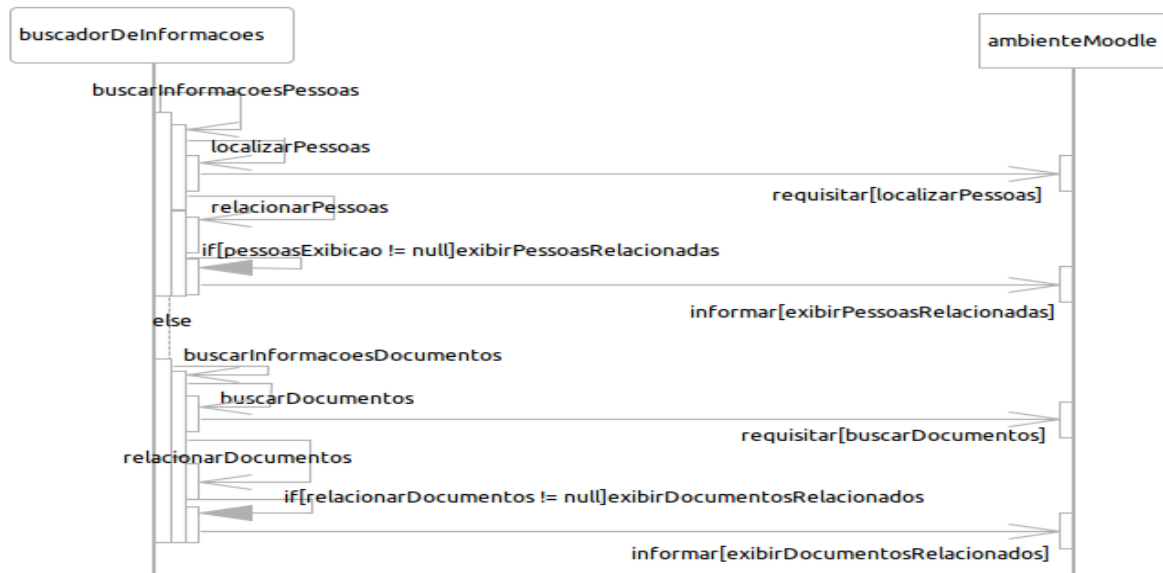 buscadorDeInformacoes
ambienteMoodle
buscarInformacoesPessoas
localizarPessoas
requisitar[localizarPessoas]
relacionarPessoas
if[pessoasExibicao != null]exibirPessoasRelacionadas
informar[exibirPessoasRelacionadas]
else
buscarInformacoesDocumentos
buscarDocumentos
requisitar[buscarDocumentos]
relacionarDocumentos
if[relacionarDocumentos != null]exibirDocumentosRelacionados
informar[exibirDocumentosRelacionados]